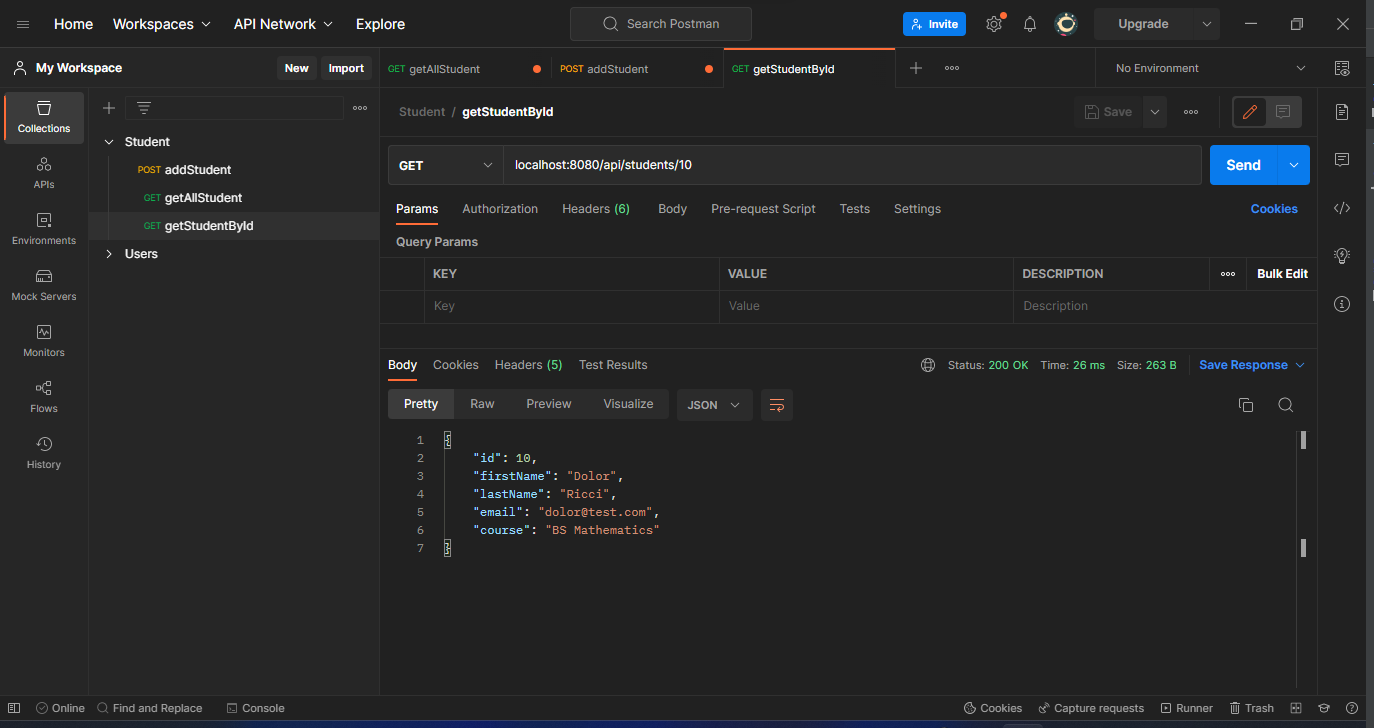 Home Workspaces API Network Explore Search Postman Invite Upgrade
My Workspace New Import GET getAllStudent POST addStudent GET getStudentById No Environment
Collections
APIs
Environments
Mock Servers
Monitors
Flows
History
Student
POST addStudent
GET getAllStudent
GET getStudentById
Users
Student / getStudentById Save
GET localhost:8080/api/students/10 Send
Params Authorization Headers (6) Body Pre-request Script Tests Settings Cookies
Query Params
KEY VALUE DESCRIPTION Bulk Edit
Key Value Description
Body Cookies Headers (5) Test Results Status: 200 OK Time: 26 ms Size: 263 B Save Response
Pretty Raw Preview Visualize JSON
1 {
2 "id": 10,
3 "firstName": "Dolor",
4 "lastName": "Ricci",
5 "email": "dolor@test.com",
6 "course": "BS Mathematics"
7 }
Online Find and Replace Console Cookies Capture requests Runner Trash